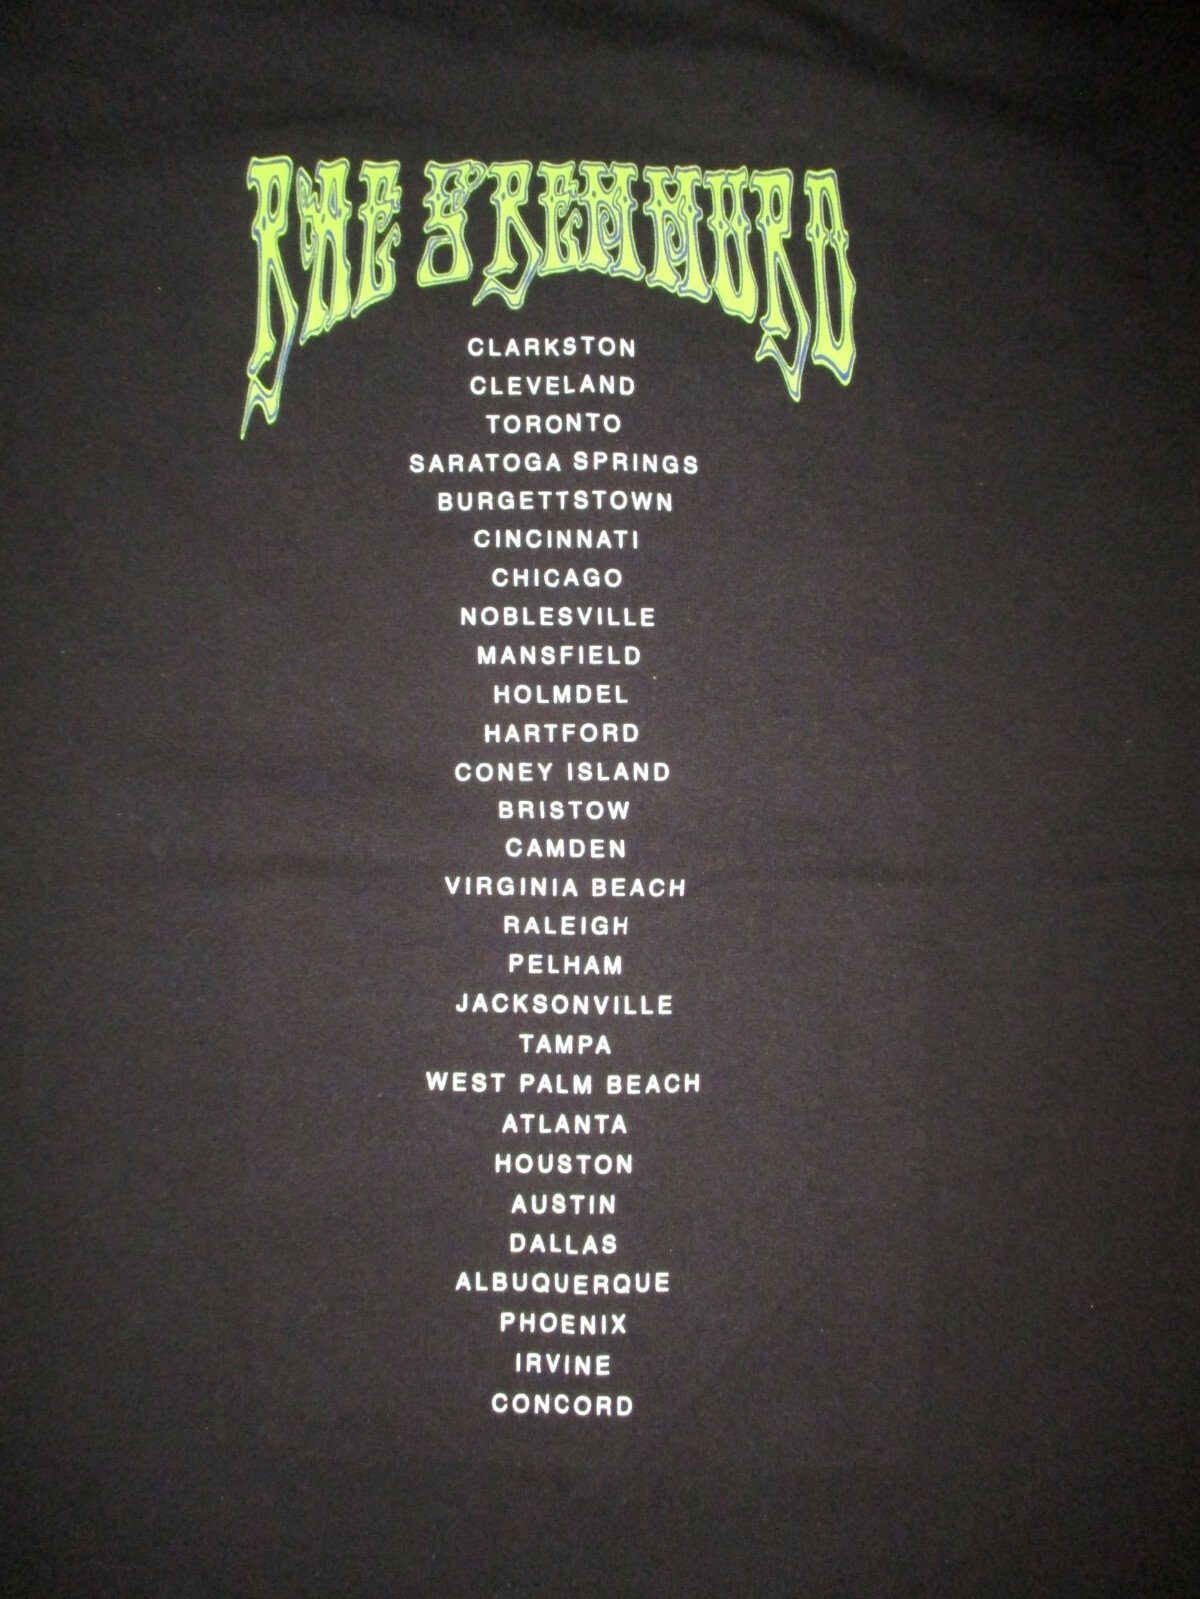 RAE SREMMURD
CLARKSTON
CLEVELAND
TORONTO
SARATOGA SPRINGS
BURGETTSTOWN
CINCINNATI
CHICAGO
NOBLESVILLE
MANSFIELD
HOLMDEL
HARTFORD
CONEY ISLAND
BRISTOW
CAMDEN
VIRGINIA BEACH
RALEIGH
PELHAM
JACKSONVILLE
TAMPA
WEST PALM BEACH
ATLANTA
HOUSTON
AUSTIN
DALLAS
ALBUQUERQUE
PHOENIX
IRVINE
CONCORD